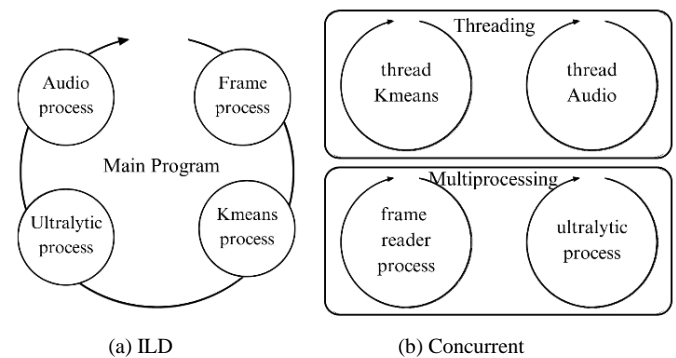 Audio
process
Frame
process
Main Program
Ultralytic
process
Kmeans
process
(a) ILD
Threading
thread
Kmeans
thread
Audio
Multiprocessing
frame
reader
process
ultralytic
process
(b) Concurrent